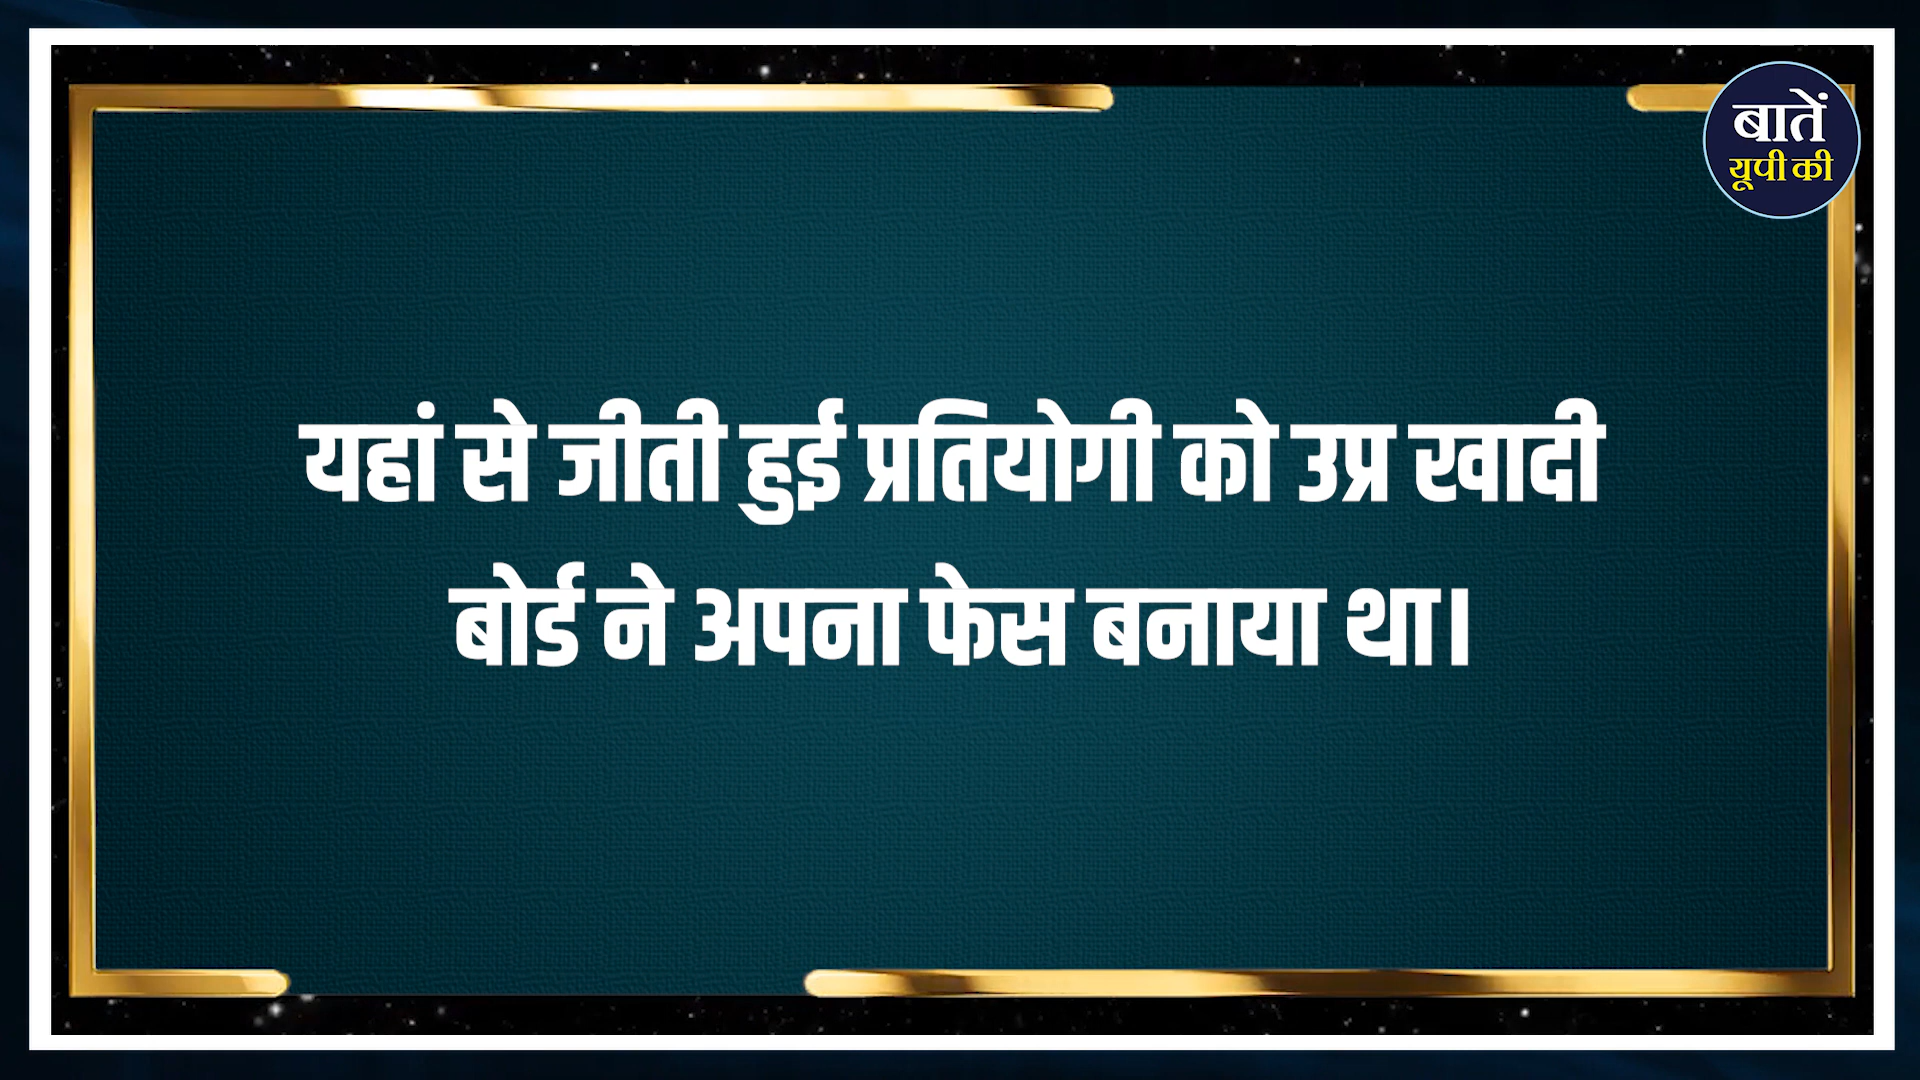 बातें
यूपी की
यहां से जीती हुई प्रतियोगी को उप्र खादी
बोर्ड ने अपना फेस बनाया था।